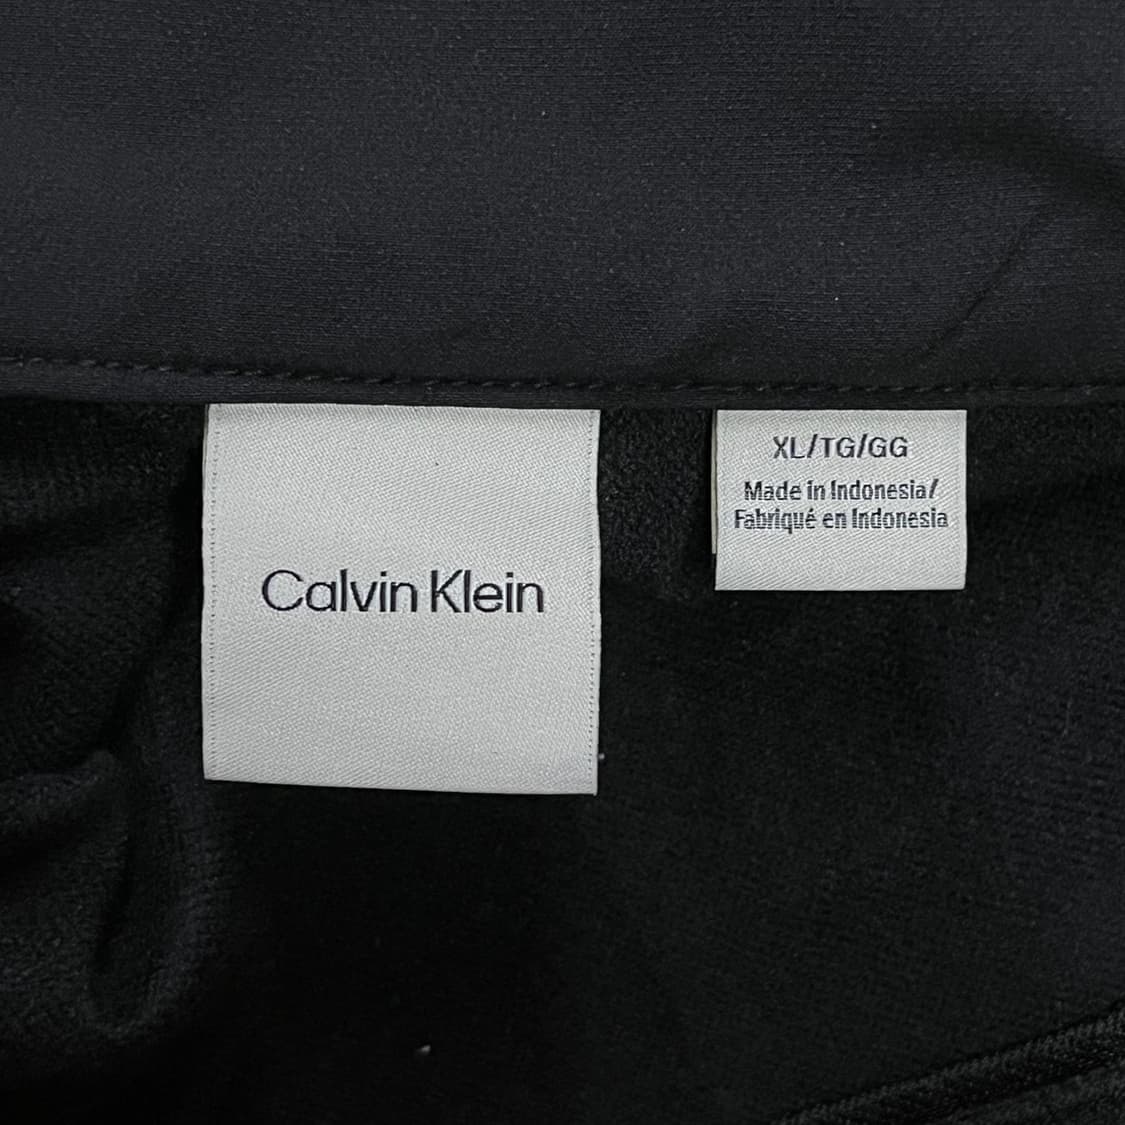 Calvin Klein
XL/TG/GG
Made in Indonesia/
Fabriqué en Indonesia